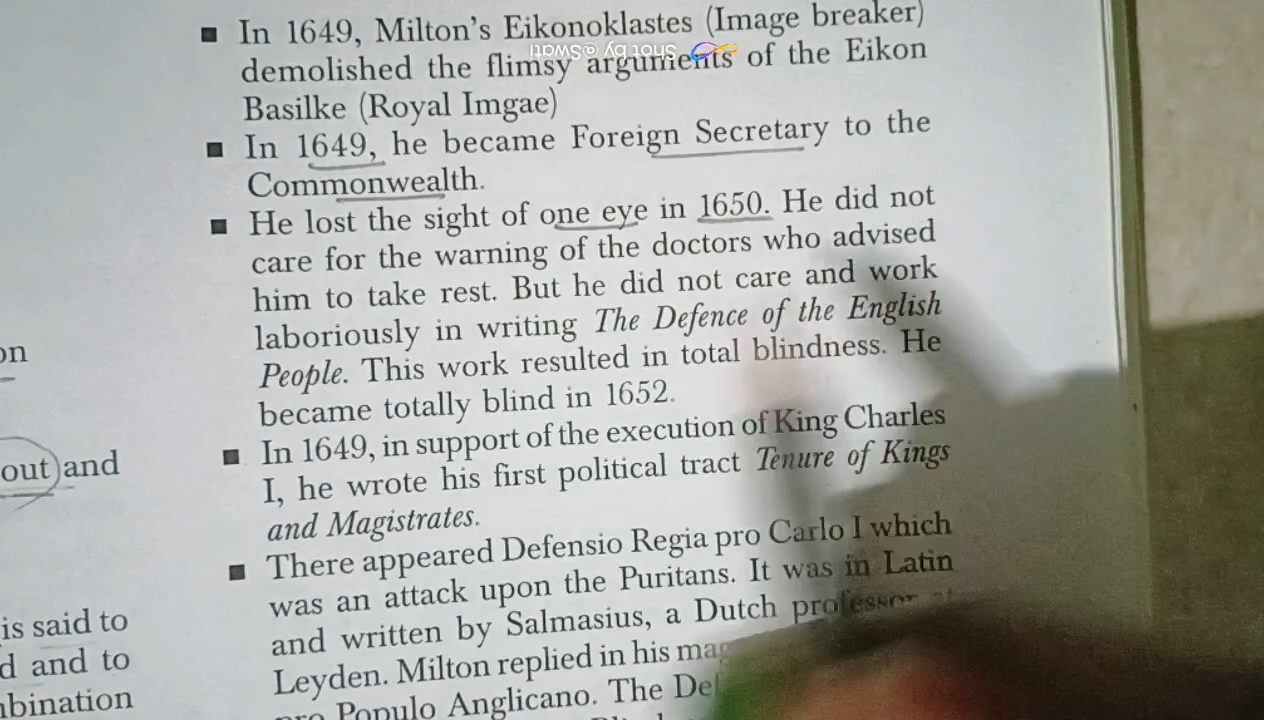 In 1649, Milton's Eikonoklastes (Image breaker)
Shot by @Swati
demolished the flimsy arguments of the Eikon
Basilke (Royal Imgae)
In 1649, he became Foreign Secretary to the
Commonwealth.
He lost the sight of one eye in 1650. He did not
care for the warning of the doctors who advised
him to take rest. But he did not care and work
laboriously in writing The Defence of the English
People. This work resulted in total blindness. He
became totally blind in 1652.
In 1649, in support of the execution of King Charles
I, he wrote his first political tract Tenure of Kings
and Magistrates.
There appeared Defensio Regia pro Carlo I which
was an attack upon the Puritans. It was in Latin
and written by Salmasius, a Dutch professor
Leyden. Milton replied in his
pro Populo Anglicano. The
on
out and
is said to
d and to
bination